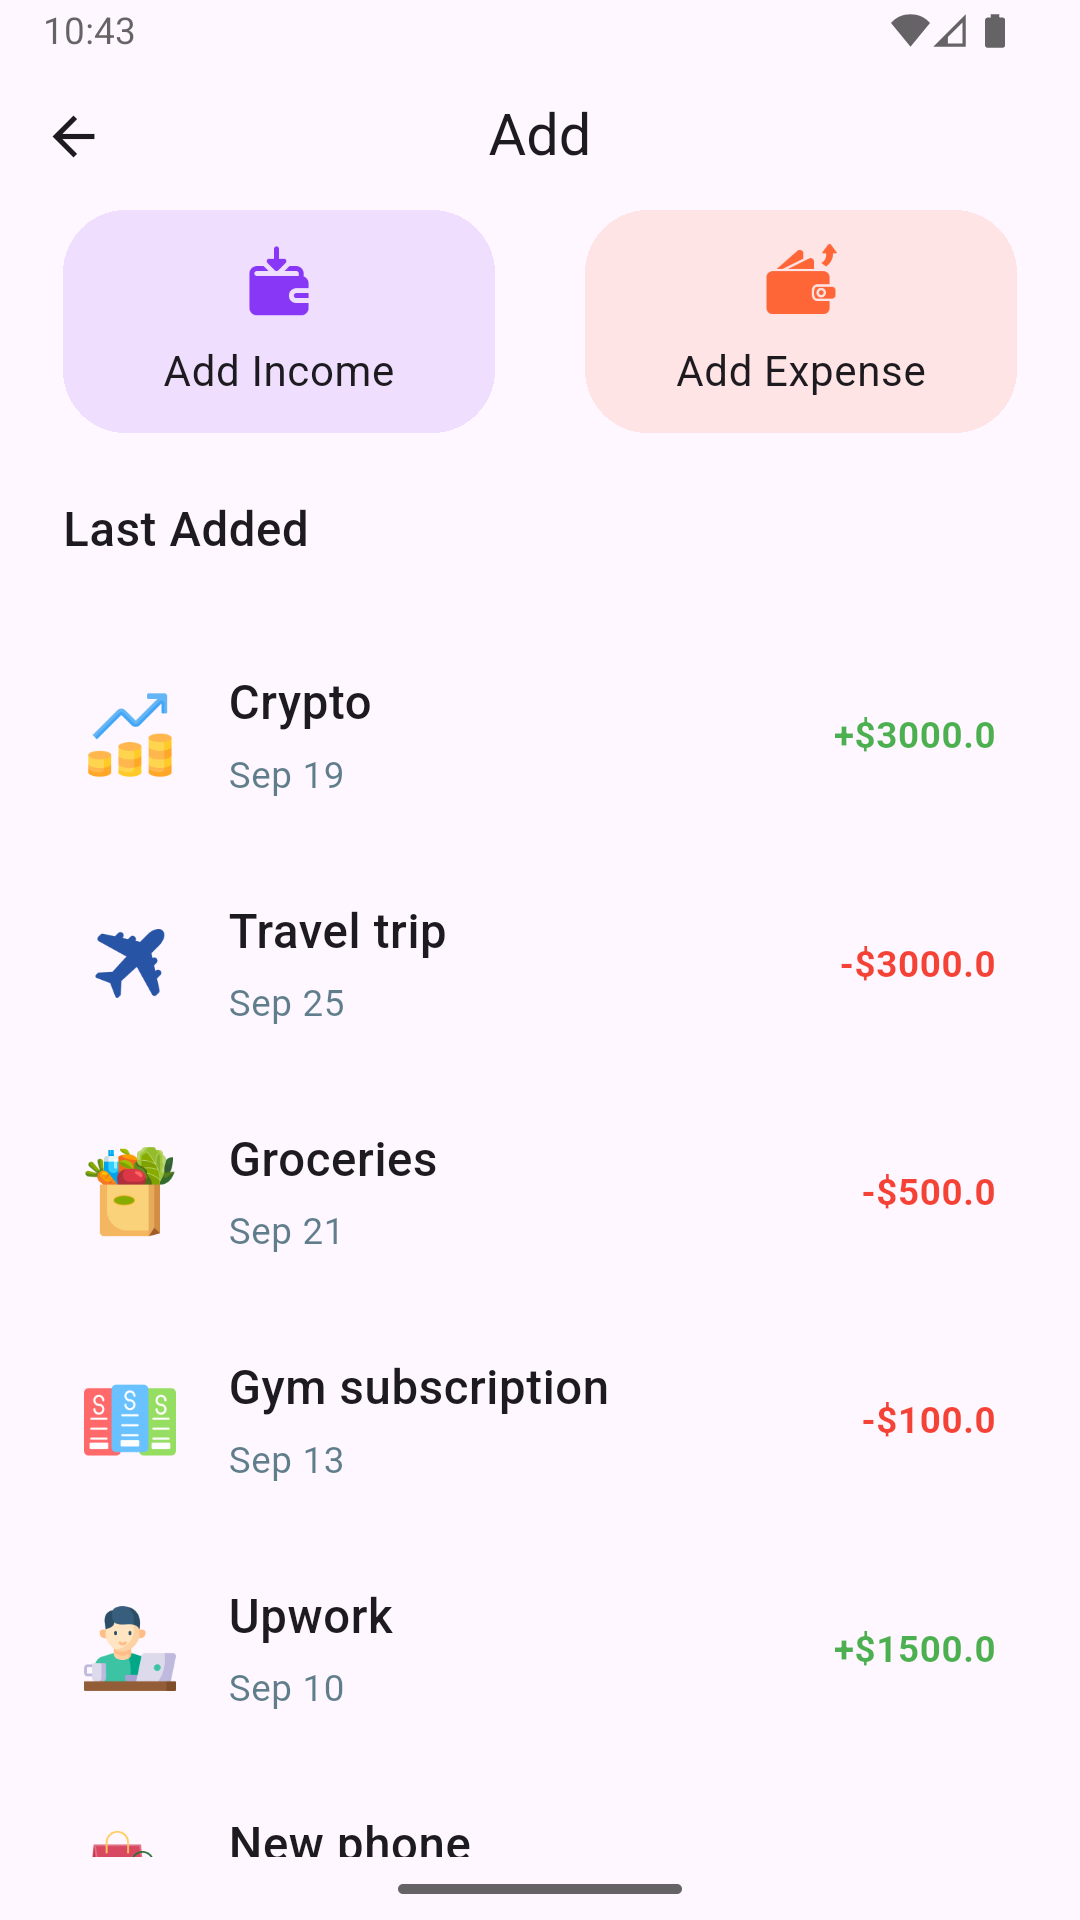 10:43
Add
Add Income
Add Expense
Last Added
Crypto
+$3000.0
Sep 19
Travel trip
-$3000.0
Sep 25
Groceries
-$500.0
Sep 21
Gym subscription
-$100.0
Sep 13
Upwork
+$1500.0
Sep 10
New phone